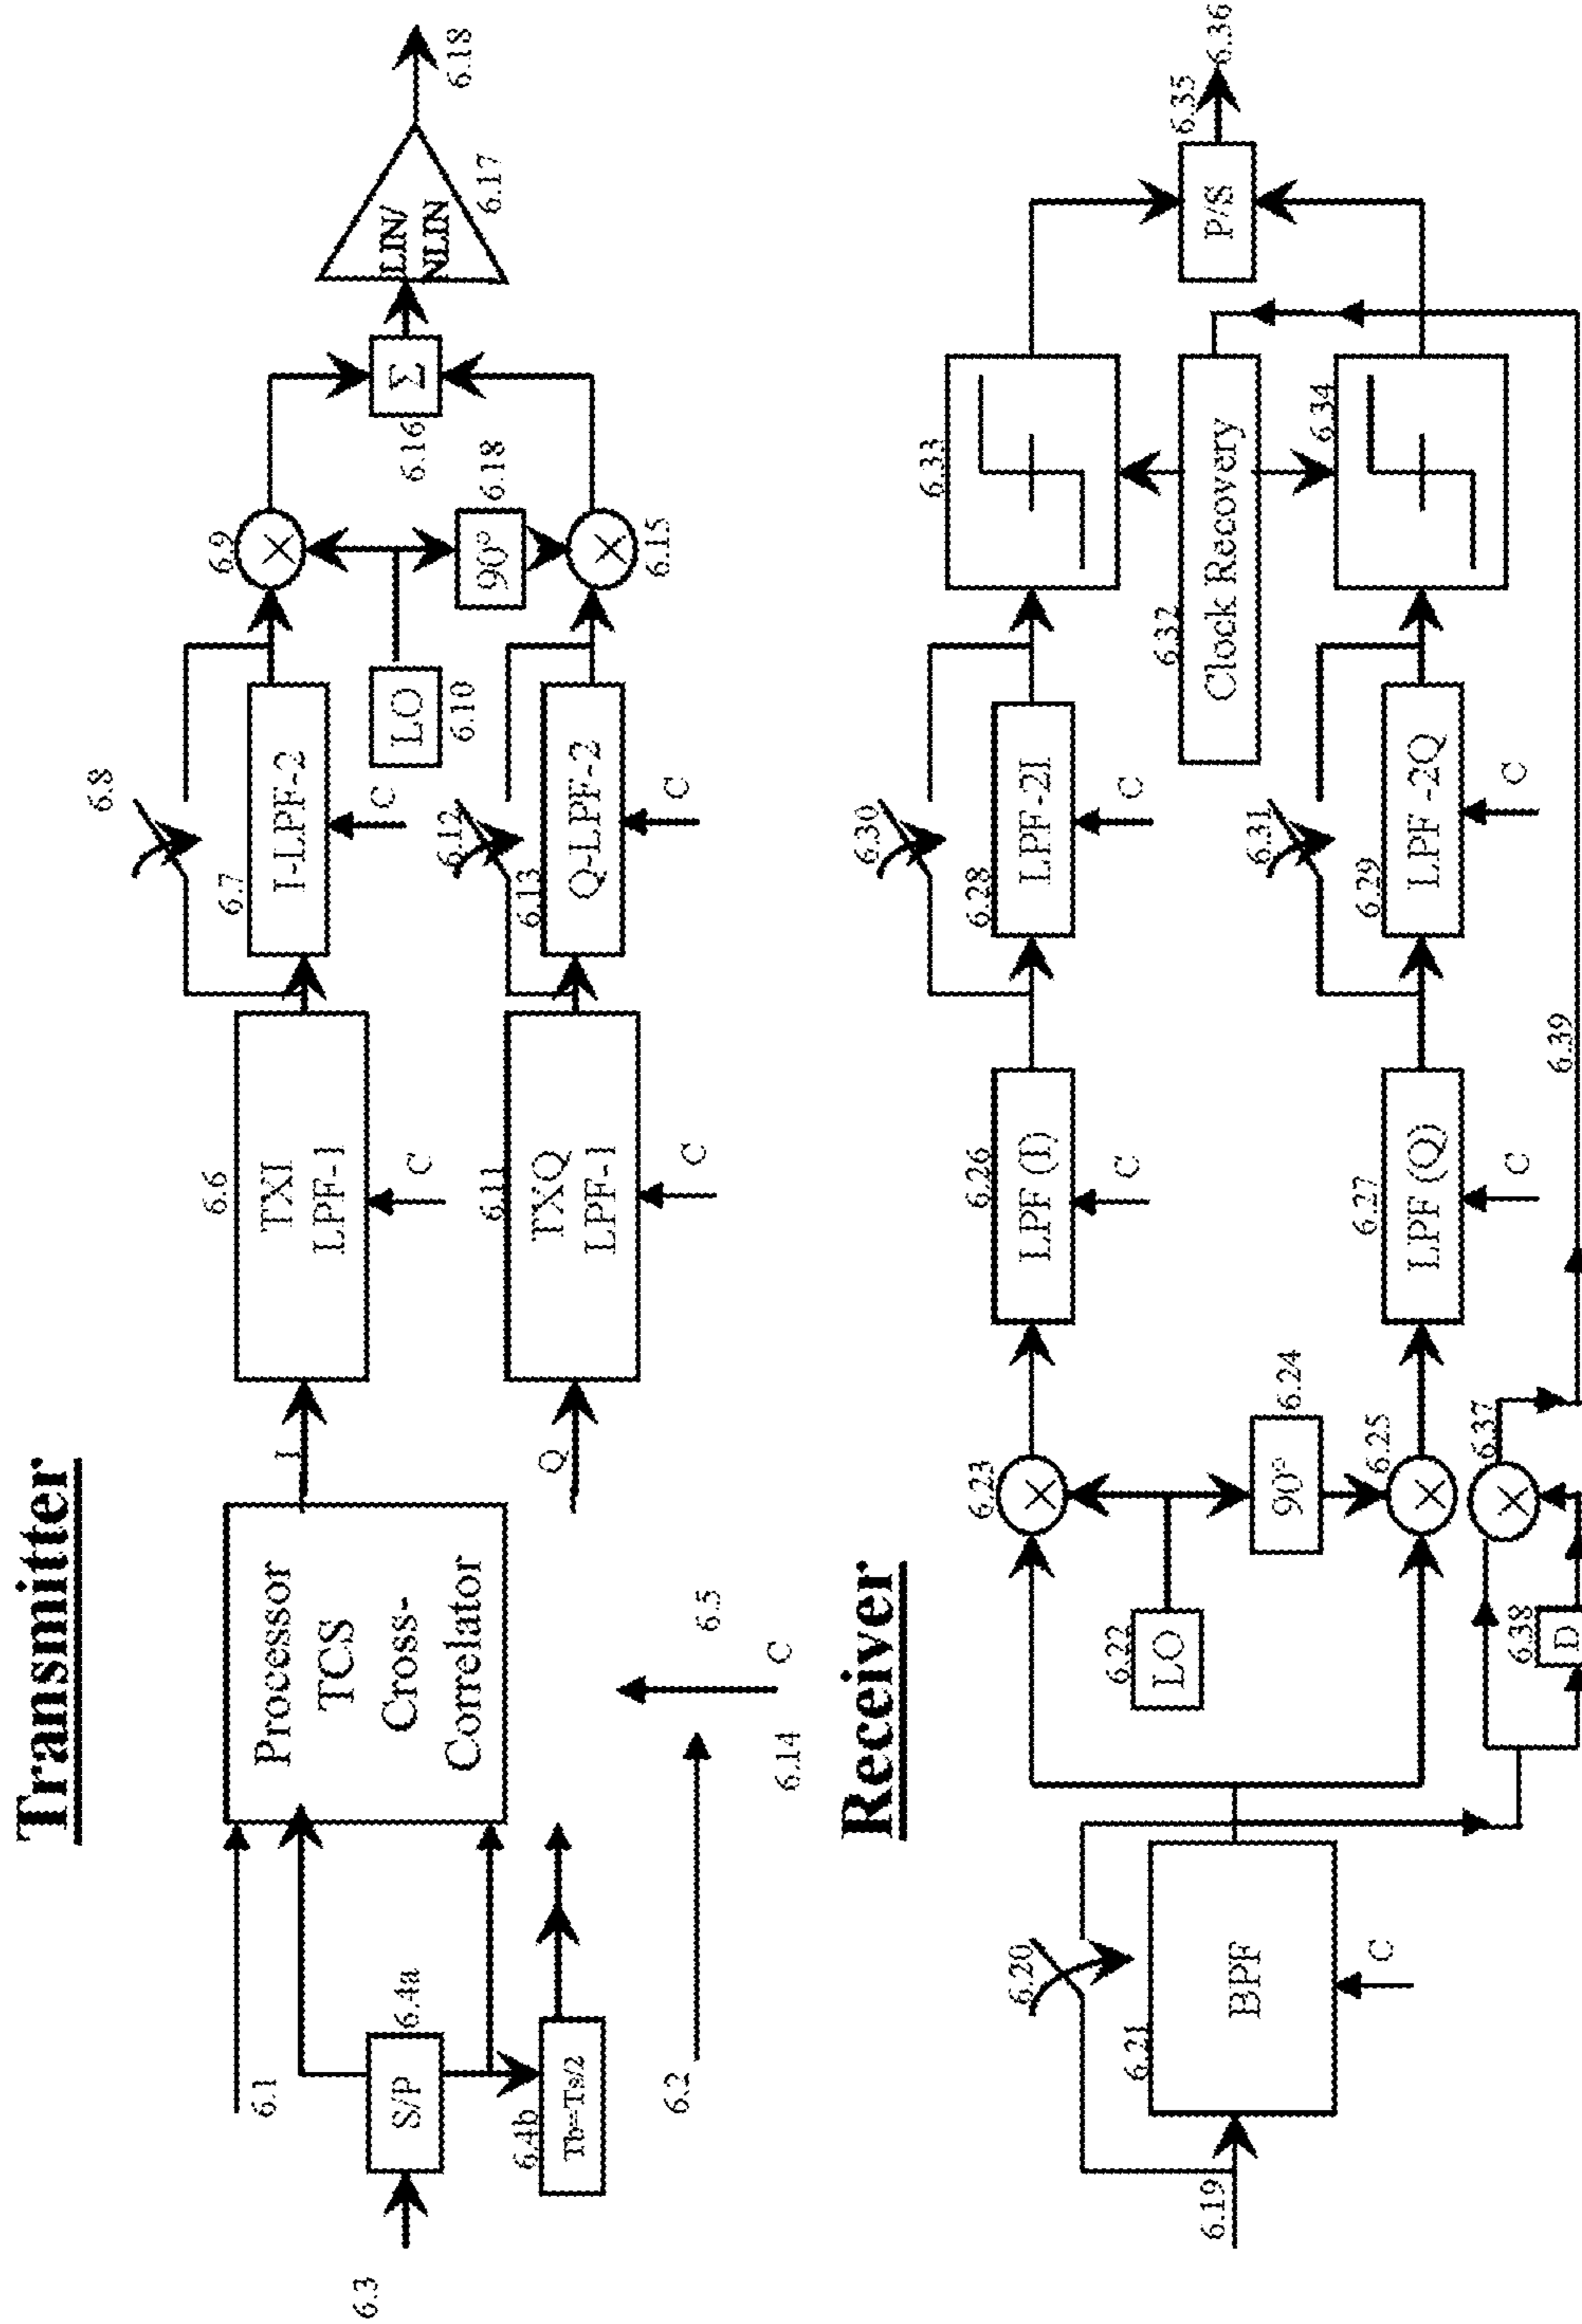 Transmitter
6.3
S/P
6.4a
6.4b
Tb=Ts/2
6.1
6.2
Processor
TCS
Cross-
Correlator
6.5
C
6.14
I
Q
6.6
TXI
LPF-1
C
6.11
TXQ
LPF-1
C
6.8
6.7
I-LPF-2
C
6.12
6.13
Q-LPF-2
C
LO
6.10
6.9
×
90°
6.18
×
6.15
Σ
6.16
LIN/
NLIN
6.17
6.18
Receiver
6.19
6.20
6.21
BPF
C
6.22
LO
6.23
×
90°
6.24
×
6.25
6.38
D
×
6.37
6.39
6.26
LPF (I)
C
6.27
LPF (Q)
C
6.30
6.28
LPF-2I
C
6.31
6.29
LPF -2Q
C
6.32
Clock Recovery
6.33
6.34
P/S
6.35
6.36